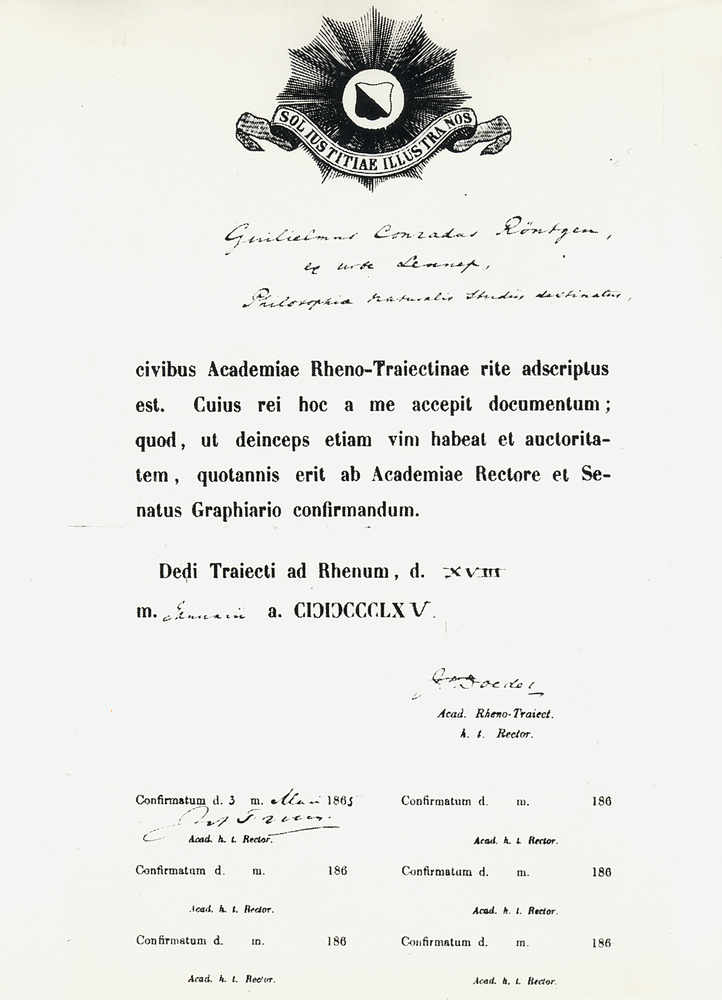 SOL IUSTITIAE ILLUSTRA NOS
Guilielmus Conradus Röntgen,
ex urbe Lennep,
Philosophiae naturalis studiis destinatus,
civibus Academiae Rheno-Traiectinae rite adscriptus
est. Cuius rei hoc a me accepit documentum;
quod, ut deinceps etiam vim habeat et auctorita-
tem, quotannis erit ab Academiae Rectore et Se-
natus Graphiario confirmandum.
Dedi Traiecti ad Rhenum, d. XVIII
m. Januarii a. CIƆIƆCCCLXV.
Doedes
Acad. Rheno-Traiect.
h. t. Rector.
Confirmatum d. 3 m. Maii 1865
Acad. h. t. Rector.
Confirmatum d. m. 186
Acad. h. t. Rector.
Confirmatum d. m. 186
Acad. h. t. Rector.
Confirmatum d. m. 186
Acad. h. t. Rector.
Confirmatum d. m. 186
Acad. h. t. Rector.
Confirmatum d. m. 186
Acad. h. t. Rector.